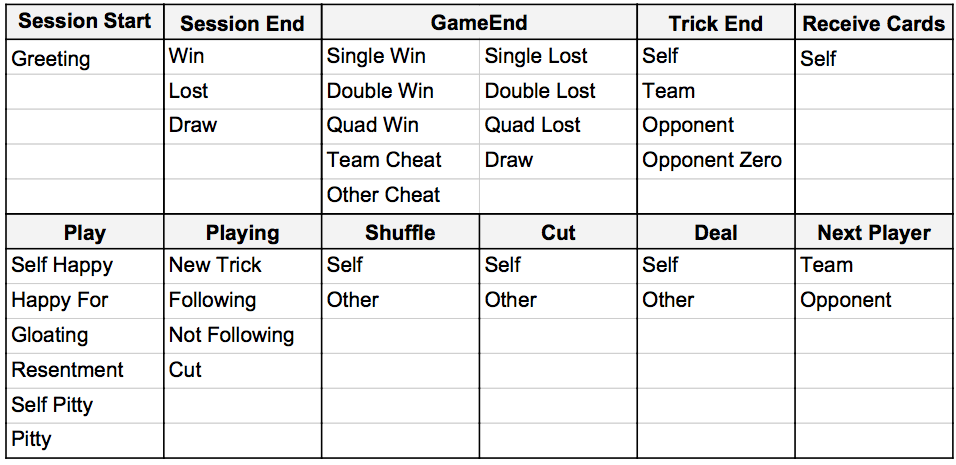 Session Start Session End GameEnd Trick End Receive Cards
Greeting Win Single Win Single Lost Self Self
Lost Double Win Double Lost Team
Draw Quad Win Quad Lost Opponent
Team Cheat Draw Opponent Zero
Other Cheat
Play Playing Shuffle Cut Deal Next Player
Self Happy New Trick Self Self Self Team
Happy For Following Other Other Other Opponent
Gloating Not Following
Resentment Cut
Self Pitty
Pitty